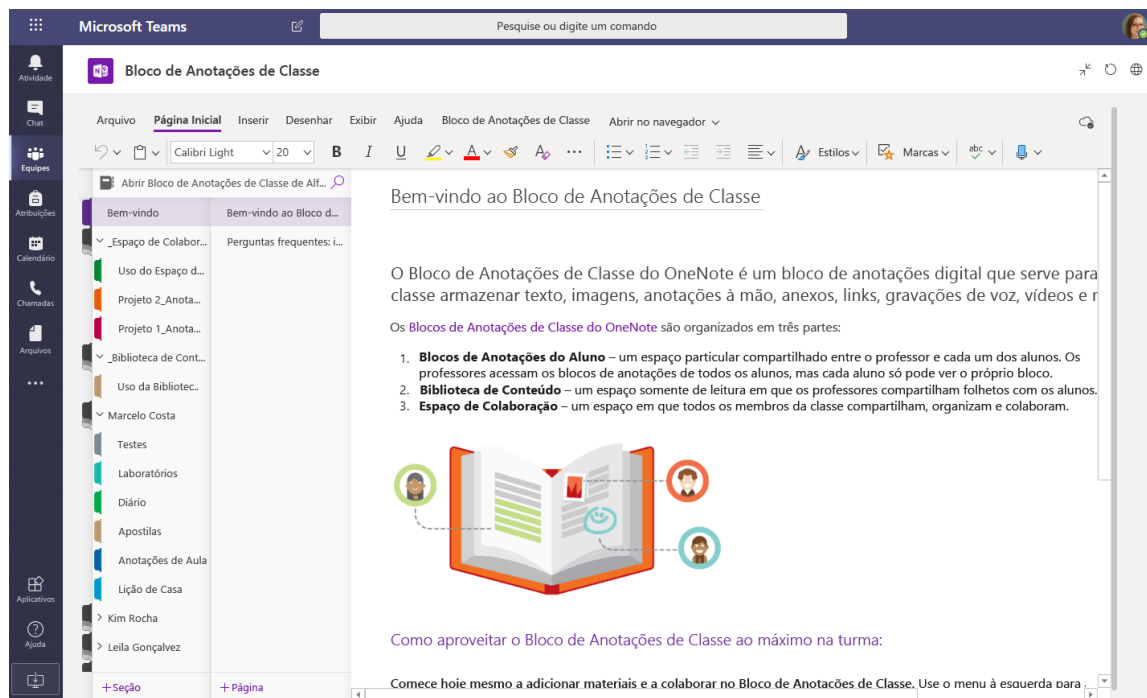 Microsoft Teams
Pesquise ou digite um comando
Atividade
Chat
Equipes
Atribuições
Calendário
Chamadas
Arquivos
Aplicativos
Ajuda
Bloco de Anotações de Classe
Arquivo Página Inicial Inserir Desenhar Exibir Ajuda Bloco de Anotações de Classe Abrir no navegador
Calibri Light 20 B I U A A Estilos Marcas abc
Abrir Bloco de Anotações de Classe de Alf...
Bem-vindo
_Espaço de Colabor...
Uso do Espaço d...
Projeto 2_Anota...
Projeto 1_Anota...
_Biblioteca de Cont...
Uso da Bibliotec..
Marcelo Costa
Testes
Laboratórios
Diário
Apostilas
Anotações de Aula
Lição de Casa
Kim Rocha
Leila Gonçalvez
+ Seção
Bem-vindo ao Bloco d...
Perguntas frequentes: i...
+ Página
Bem-vindo ao Bloco de Anotações de Classe
O Bloco de Anotações de Classe do OneNote é um bloco de anotações digital que serve para
classe armazenar texto, imagens, anotações à mão, anexos, links, gravações de voz, vídeos e
Os Blocos de Anotações de Classe do OneNote são organizados em três partes:
1. Blocos de Anotações do Aluno – um espaço particular compartilhado entre o professor e cada um dos alunos. Os
professores acessam os blocos de anotações de todos os alunos, mas cada aluno só pode ver o próprio bloco.
2. Biblioteca de Conteúdo – um espaço somente de leitura em que os professores compartilham folhetos com os alunos.
3. Espaço de Colaboração – um espaço em que todos os membros da classe compartilham, organizam e colaboram.
Como aproveitar o Bloco de Anotações de Classe ao máximo na turma:
Comece hoje mesmo a adicionar materiais e a colaborar no Bloco de Anotações de Classe. Use o menu à esquerda para